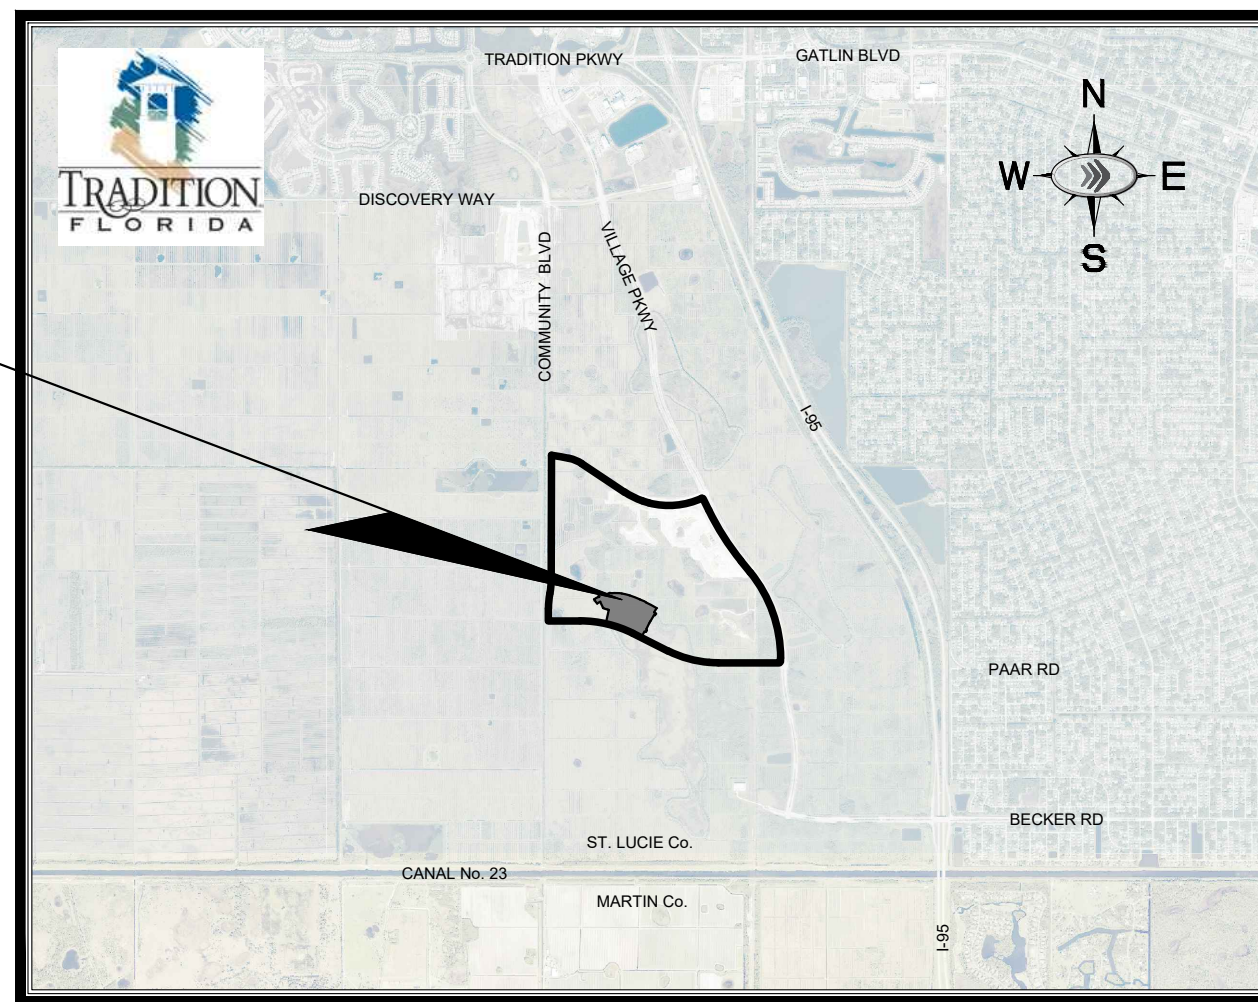 TRADITION PKWY
GATLIN BLVD
TRADITION
FLORIDA
N
W
E
S
DISCOVERY WAY
COMMUNITY BLVD
VILLAGE PKWY
I-95
PAAR RD
BECKER RD
ST. LUCIE Co.
CANAL No. 23
MARTIN Co.
I-95